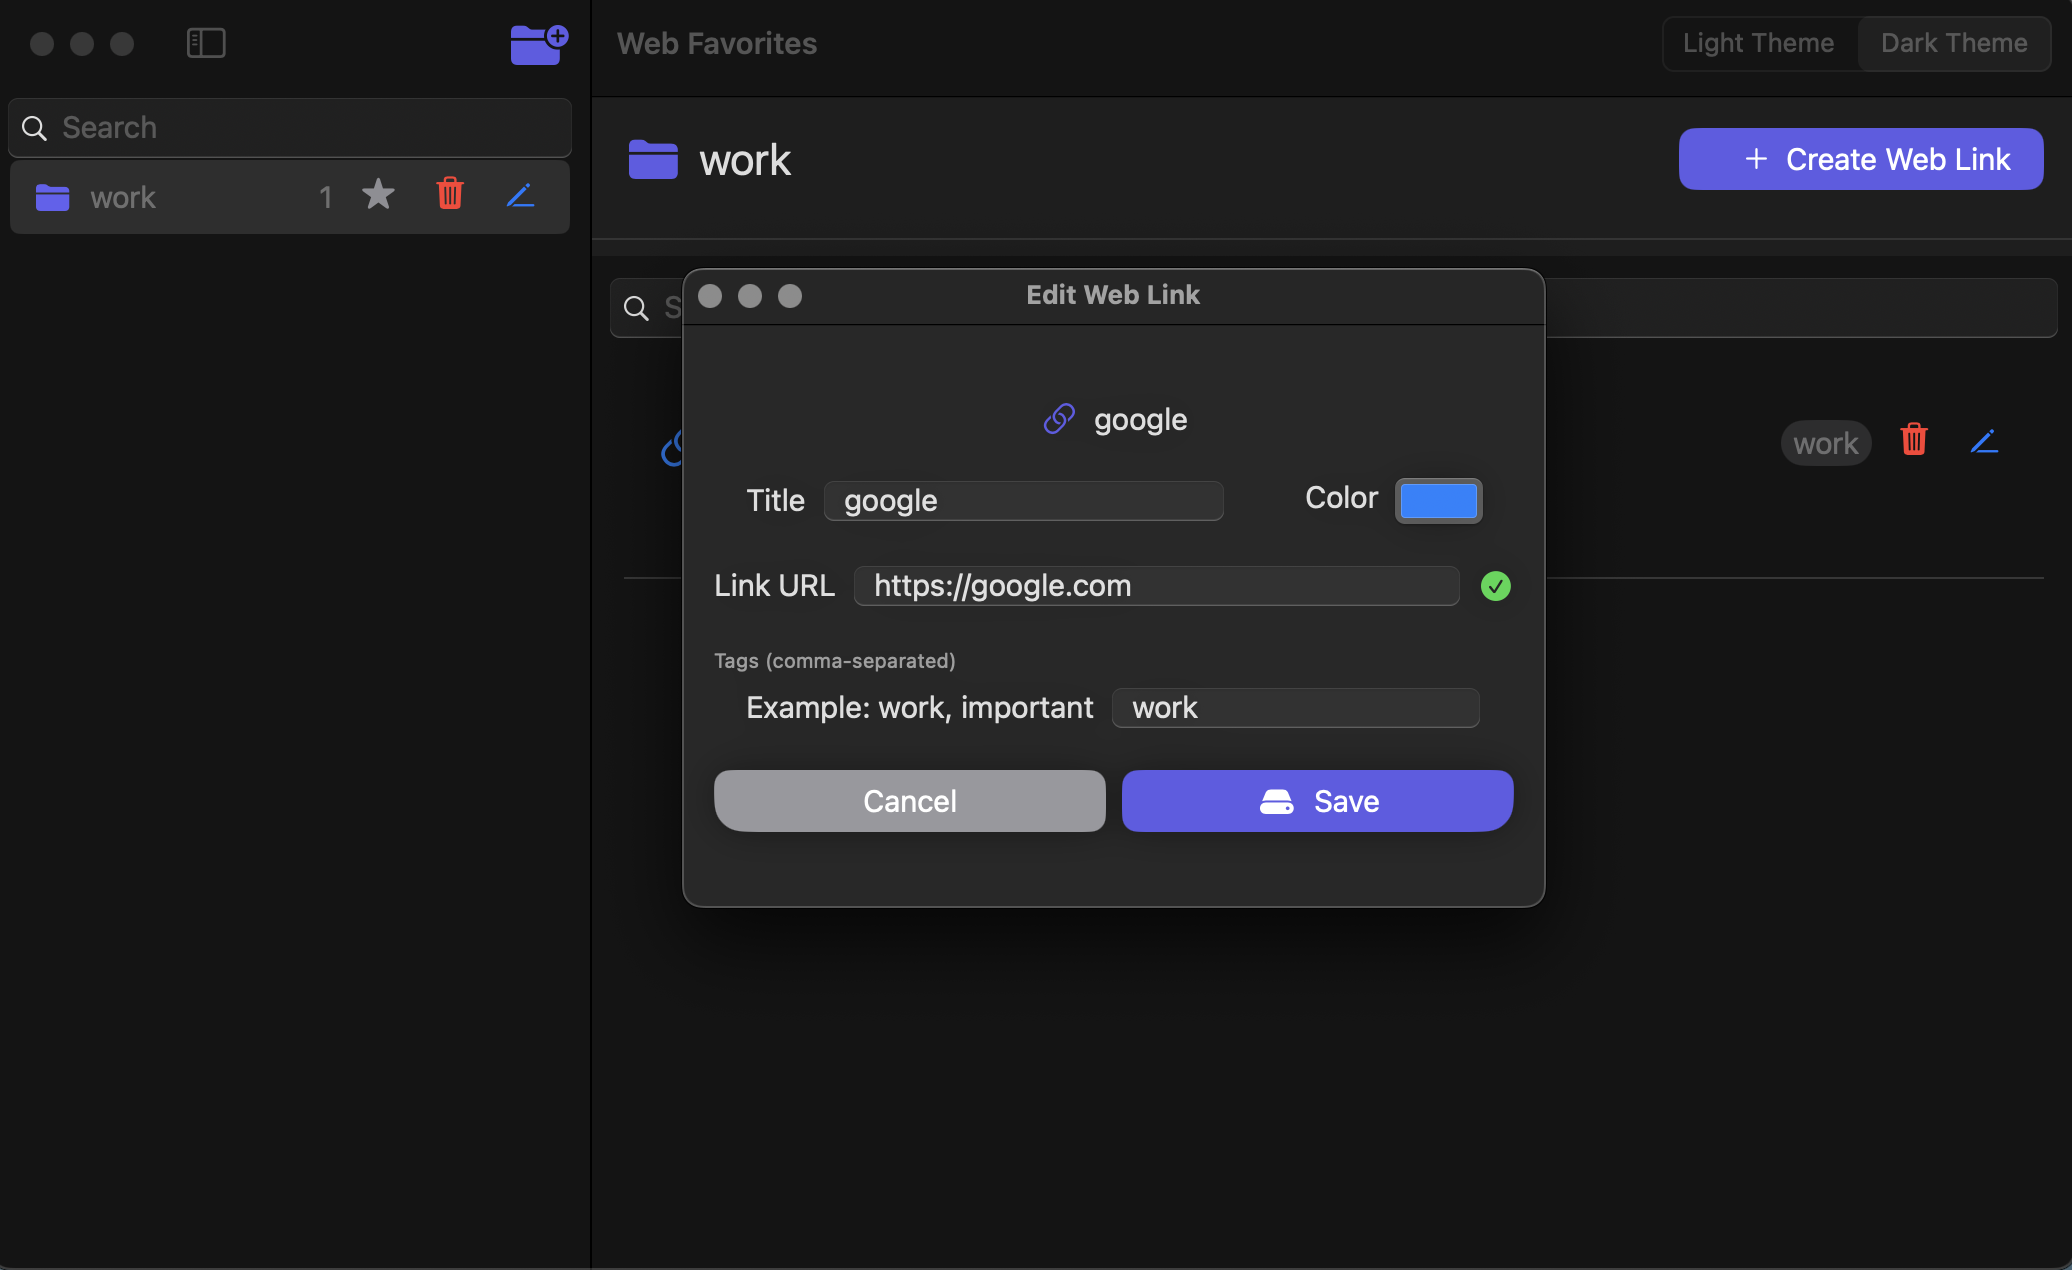 Web Favorites
Light Theme
Dark Theme
Search
work
1
work
+ Create Web Link
S
Edit Web Link
google
Title
google
Color
Link URL
https://google.com
work
Tags (comma-separated)
Example: work, important
work
Cancel
Save